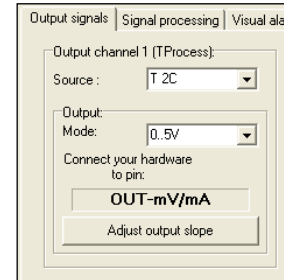 Output signals Signal processing Visual ala
Output channel 1 (TProcess):
Source : T 2C
Output:
Mode: 0..5V
Connect your hardware
to pin:
OUT-mV/mA
Adjust output slope